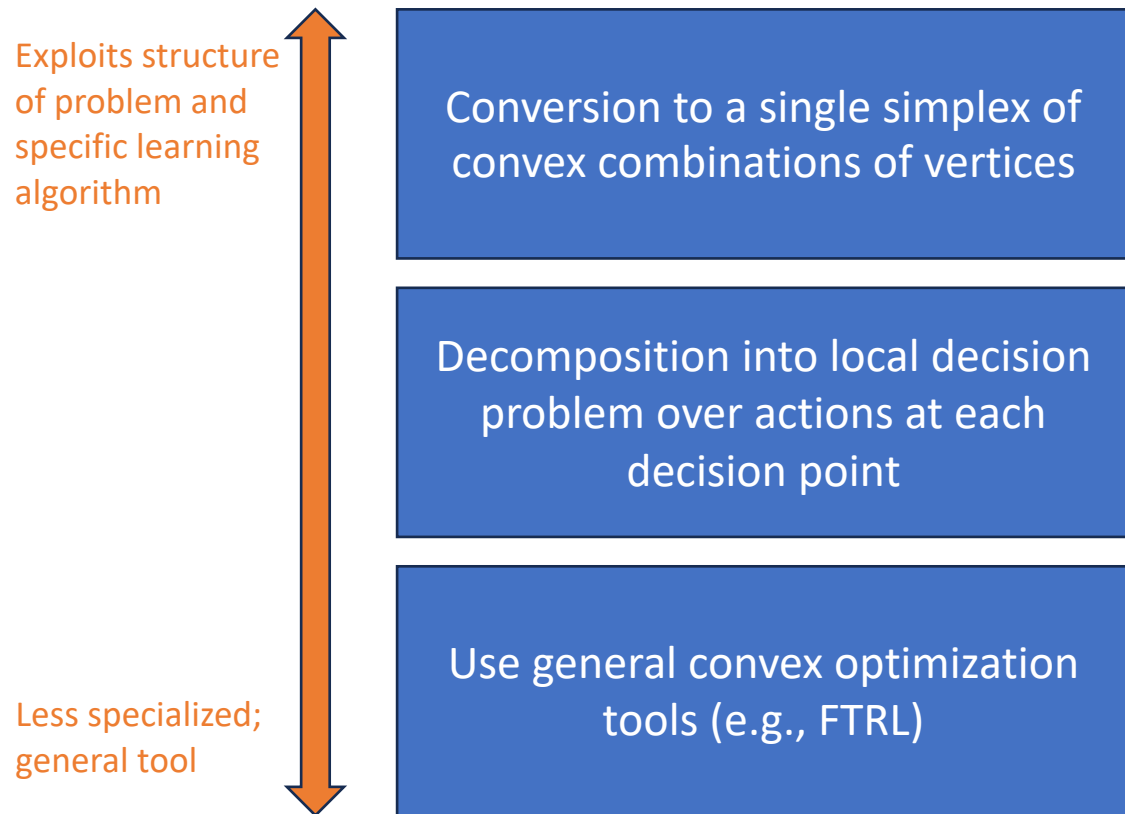 Exploits structure
of problem and
specific learning
algorithm
Conversion to a single simplex of
convex combinations of vertices
Decomposition into local decision
problem over actions at each
decision point
Less specialized;
general tool
Use general convex optimization
tools (e.g., FTRL)